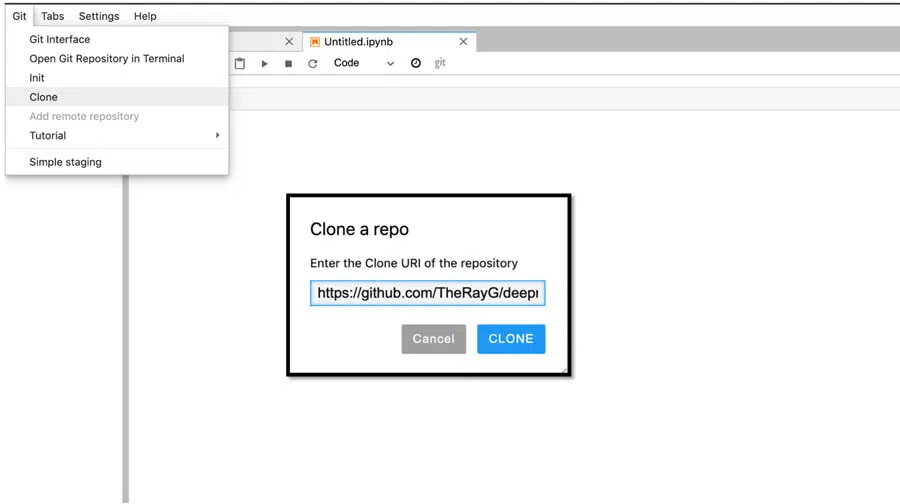 Git Tabs Settings Help
Git Interface
Open Git Repository in Terminal
Init
Clone
Add remote repository
Tutorial
Simple staging
Untitled.ipynb
Code
git
Clone a repo
Enter the Clone URI of the repository
https://github.com/TheRayG/deepr
Cancel CLONE